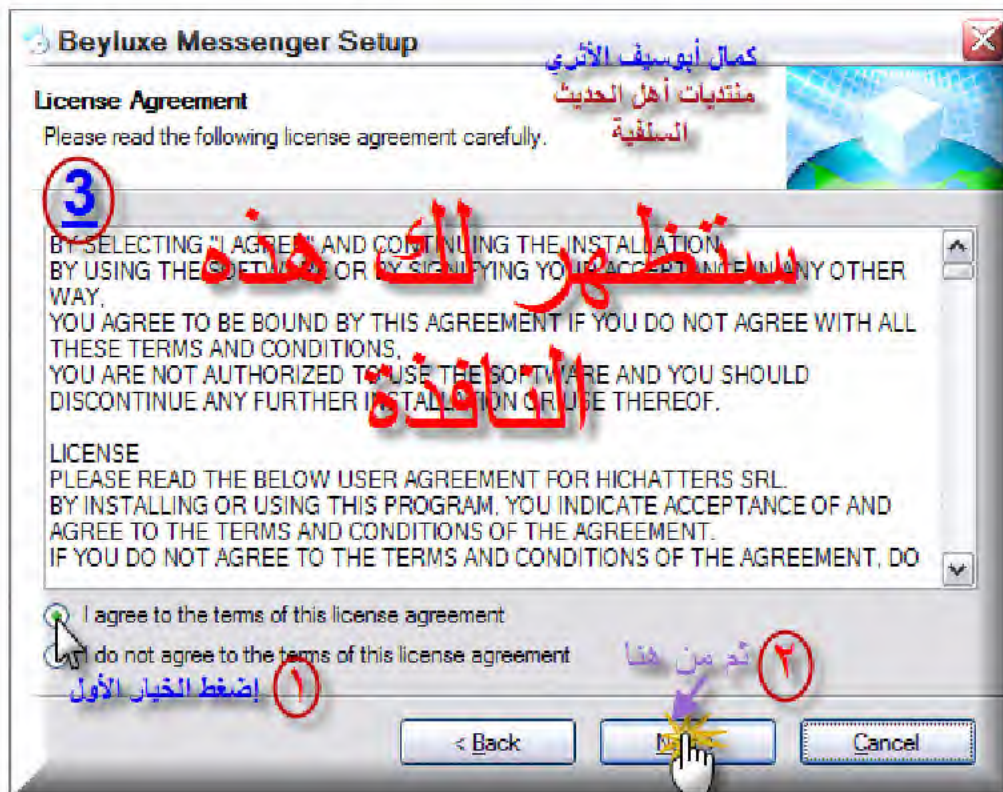 Beyluxe Messenger Setup
كمال أبوسيف الأثري
منتديات أهل الحديث
السلفية
License Agreement
Please read the following license agreement carefully.
3
ستظهر لك هذه
النافذة
BY SELECTING "I AGREE" AND CONTINUING THE INSTALLATION
BY USING THE SOFTWARE OR BY SIGNIFYING YOUR ACCEPTANCE IN ANY OTHER
WAY,
YOU AGREE TO BE BOUND BY THIS AGREEMENT IF YOU DO NOT AGREE WITH ALL
THESE TERMS AND CONDITIONS,
YOU ARE NOT AUTHORIZED TO USE THE SOFTWARE AND YOU SHOULD
DISCONTINUE ANY FURTHER INSTALLATION OR USE THEREOF.
LICENSE
PLEASE READ THE BELOW USER AGREEMENT FOR HICHATTERS SRL.
BY INSTALLING OR USING THIS PROGRAM, YOU INDICATE ACCEPTANCE OF AND
AGREE TO THE TERMS AND CONDITIONS OF THE AGREEMENT.
IF YOU DO NOT AGREE TO THE TERMS AND CONDITIONS OF THE AGREEMENT, DO
I agree to the terms of this license agreement
I do not agree to the terms of this license agreement
٢ ثم من هنا
١ إضغط الخيار الأول
< Back
Cancel